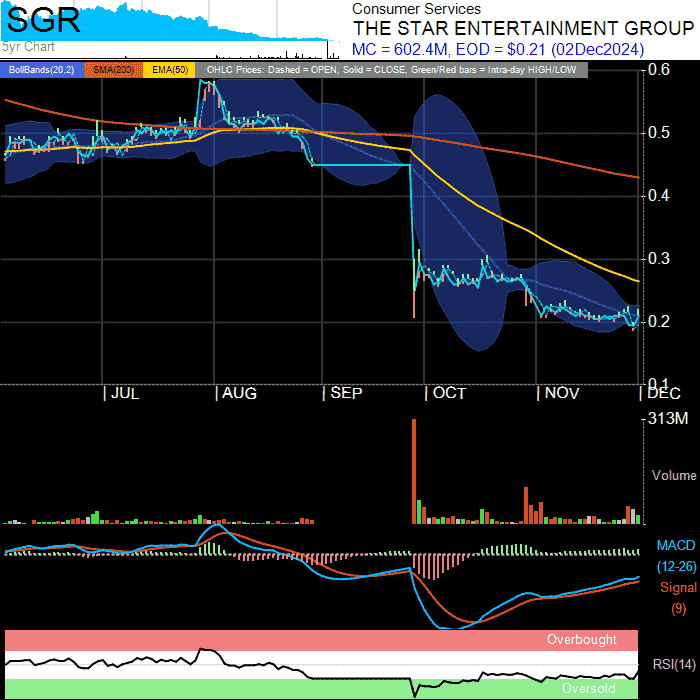 SGR
Consumer Services
THE STAR ENTERTAINMENT GROUP
MC = 602.4M, EOD = $0.21 (02Dec2024)
5yr Chart
BollBands(20,2) SMA(200) EMA(50) OHLC Prices: Dashed = OPEN, Solid = CLOSE, Green/Red bars = Intra-day HIGH/LOW
0.6
0.5
0.4
0.3
0.2
0.1
JUL AUG SEP OCT NOV DEC
313M
Volume
MACD
(12-26)
Signal
(9)
Overbought
RSI(14)
Oversold